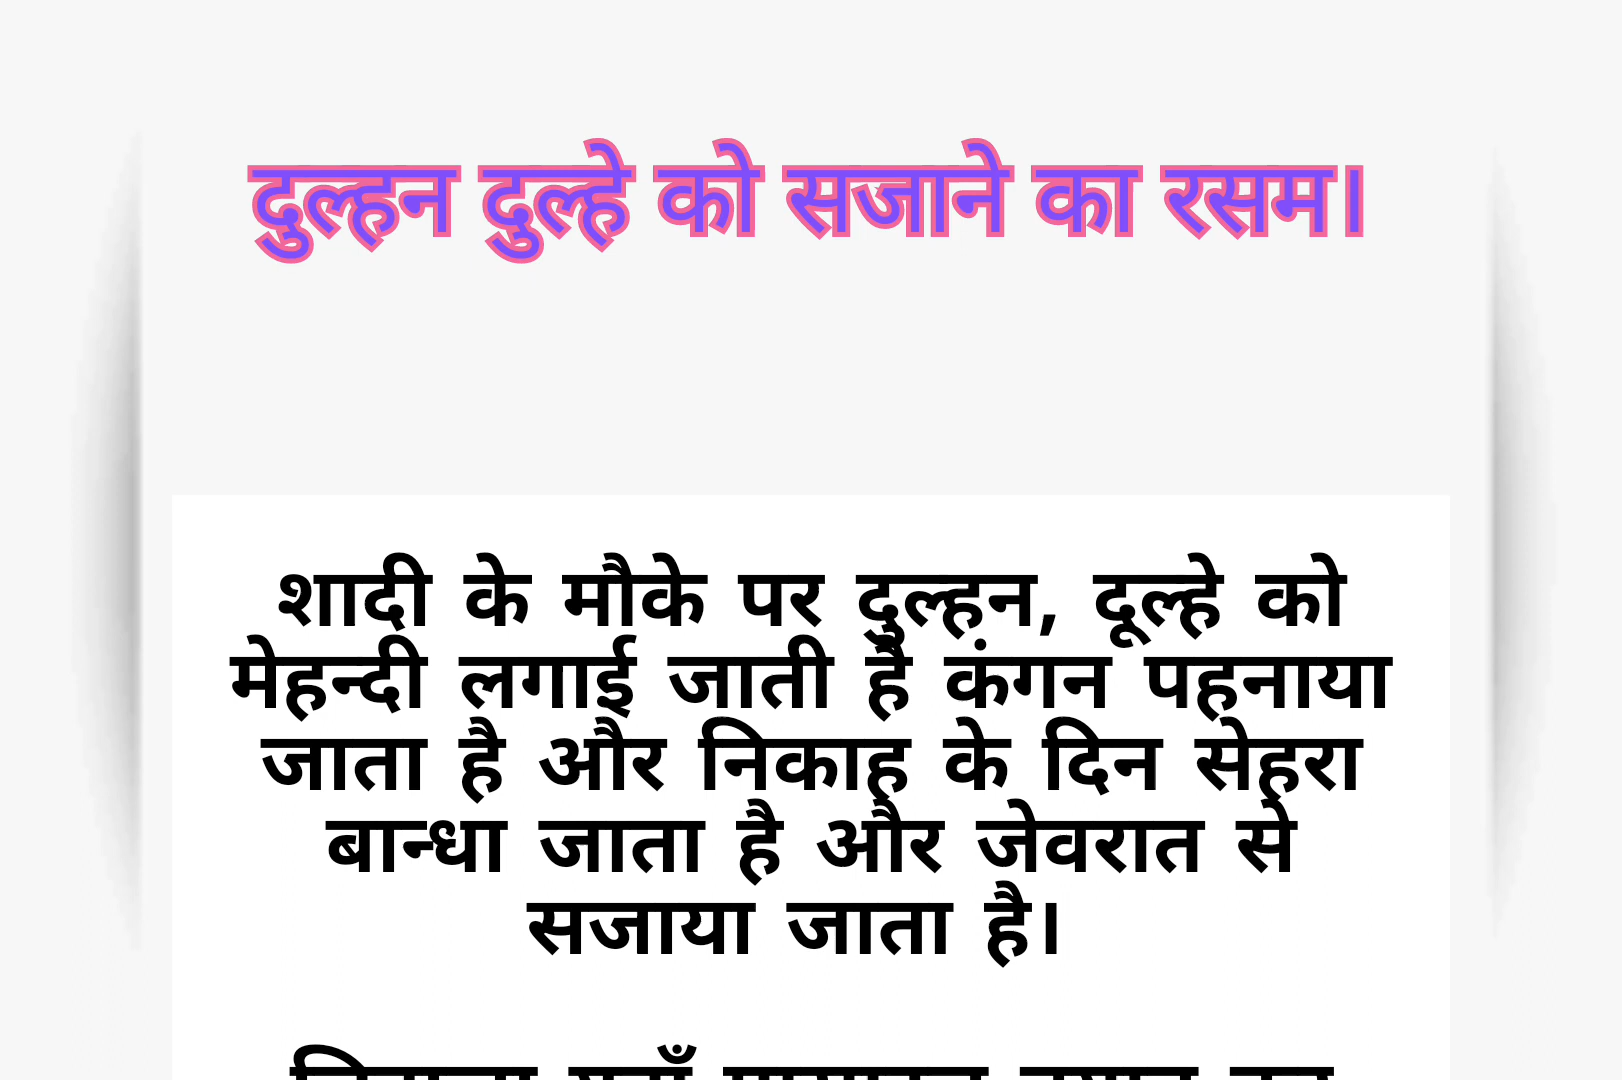 दुल्हन दुल्हे को सजाने का रसम।
शादी के मौके पर दुल्हन, दूल्हे को
मेहन्दी लगाई जाती है कंगन पहनाया
जाता है और निकाह के दिन सेहरा
बान्धा जाता है और जेवरात से
सजाया जाता है।